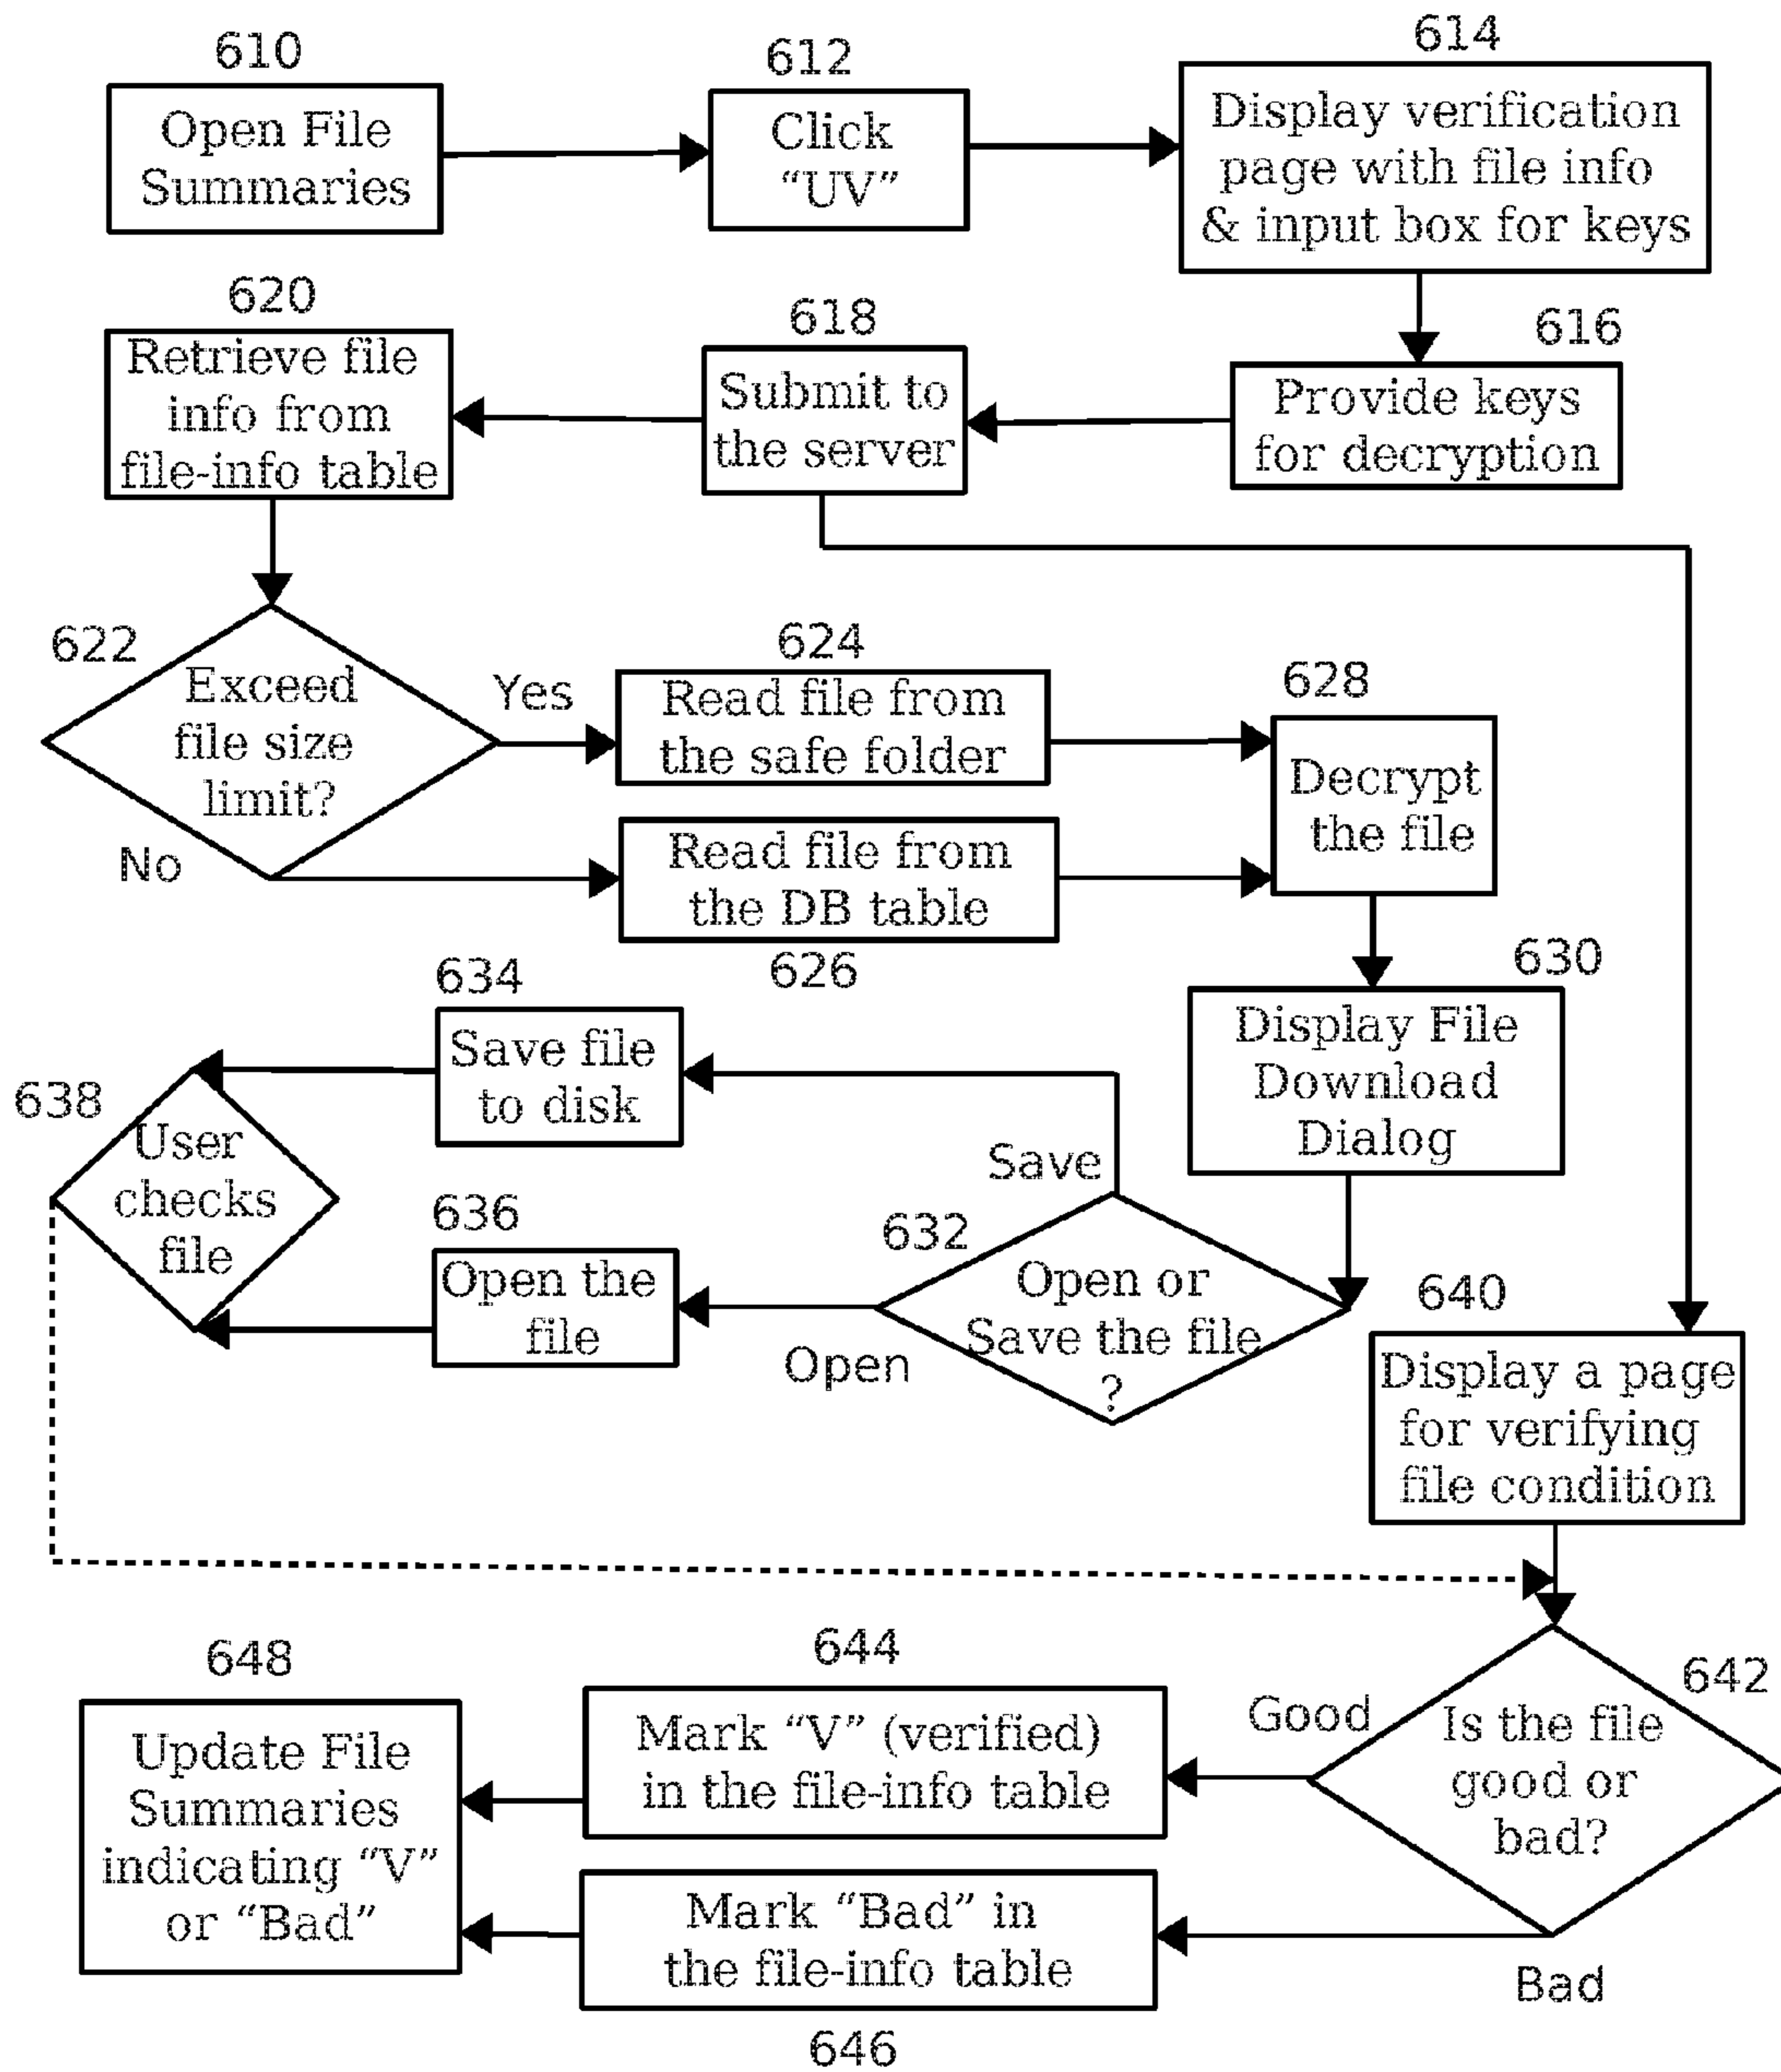 610
Open File
Summaries
612
Click
“UV”
614
Display verification
page with file info
& input box for keys
620
Retrieve file
info from
file-info table
618
Submit to
the server
616
Provide keys
for decryption
622
Exceed
file size
limit?
Yes
No
624
Read file from
the safe folder
Read file from
the DB table
626
628
Decrypt
the file
630
Display File
Download
Dialog
634
Save file
to disk
638
User
checks
file
636
Open the
file
Save
632
Open or
Save the file
?
Open
640
Display a page
for verifying
file condition
648
Update File
Summaries
indicating “V”
or “Bad”
644
Mark “V” (verified)
in the file-info table
Good
642
Is the file
good or
bad?
Mark “Bad” in
the file-info table
646
Bad